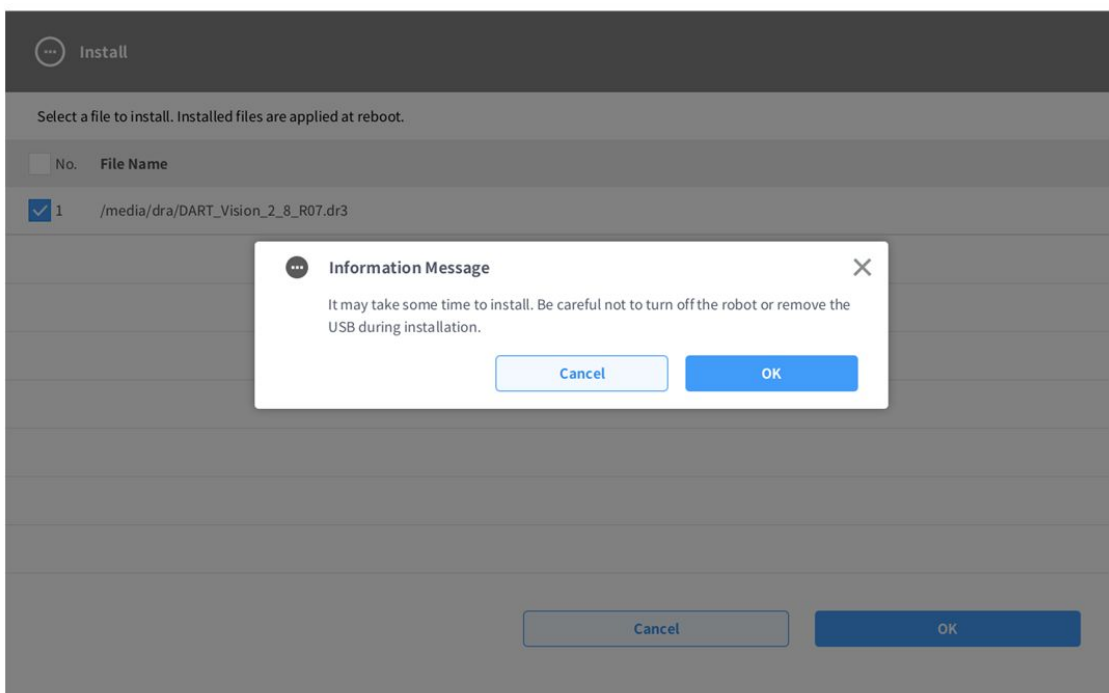 Install
Select a file to install. Installed files are applied at reboot.
No. File Name
1 /media/dra/DART_Vision_2_8_R07.dr3
Information Message
It may take some time to install. Be careful not to turn off the robot or remove the
USB during installation.
Cancel OK
Cancel OK